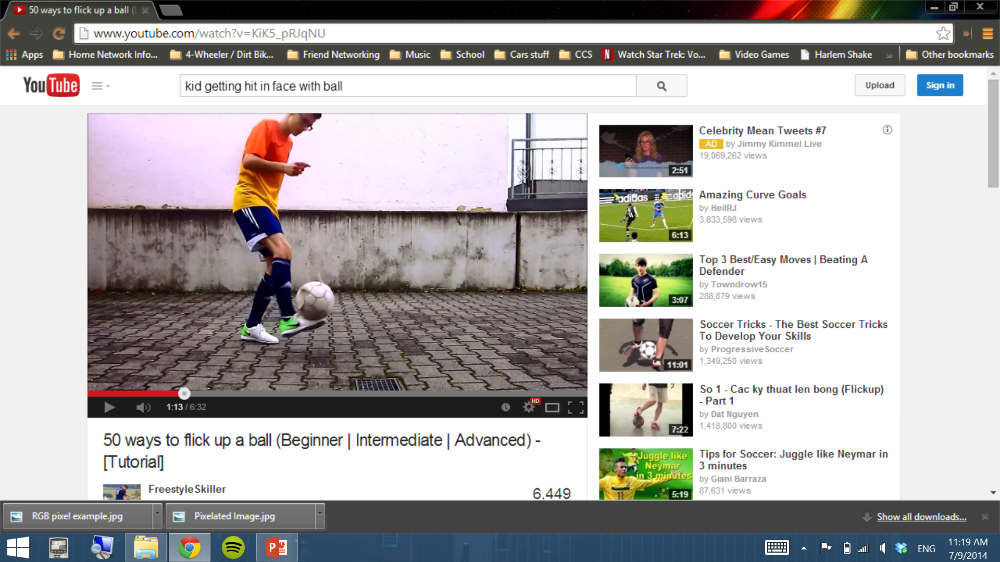 50 ways to flick up a ball (
www.youtube.com/watch?v=KiK5_pRJqNU
Apps Home Network Info... 4-Wheeler / Dirt Bik... Friend Networking Music School Cars stuff CCS Watch Star Trek: Vo... Video Games Harlem Shake » Other bookmarks
YouTube kid getting hit in face with ball Upload Sign in
Celebrity Mean Tweets #7
AD by Jimmy Kimmel Live
19,069,262 views
2:51
adidas adid
Amazing Curve Goals
by HeilRJ
3,833,598 views
6:13
Top 3 Best/Easy Moves | Beating A
Defender
by Towndrow15
288,879 views
3:07
Soccer Tricks - The Best Soccer Tricks
To Develop Your Skills
by ProgressiveSoccer
1,349,250 views
11:01
So 1 - Cac ky thuat len bong (Flickup)
- Part 1
by Dat Nguyen
1,418,800 views
7:22
Juggle like
Neymar
in 3 minutes
11
Tips for Soccer: Juggle like Neymar in
3 minutes
by Giani Barraza
87,631 views
5:19
1:13 / 6:32 HD
50 ways to flick up a ball (Beginner | Intermediate | Advanced) -
[Tutorial]
FreestyleSkiller
6,449
RGB pixel example.jpg Pixelated Image.jpg Show all downloads...
ENG 11:19 AM
7/9/2014